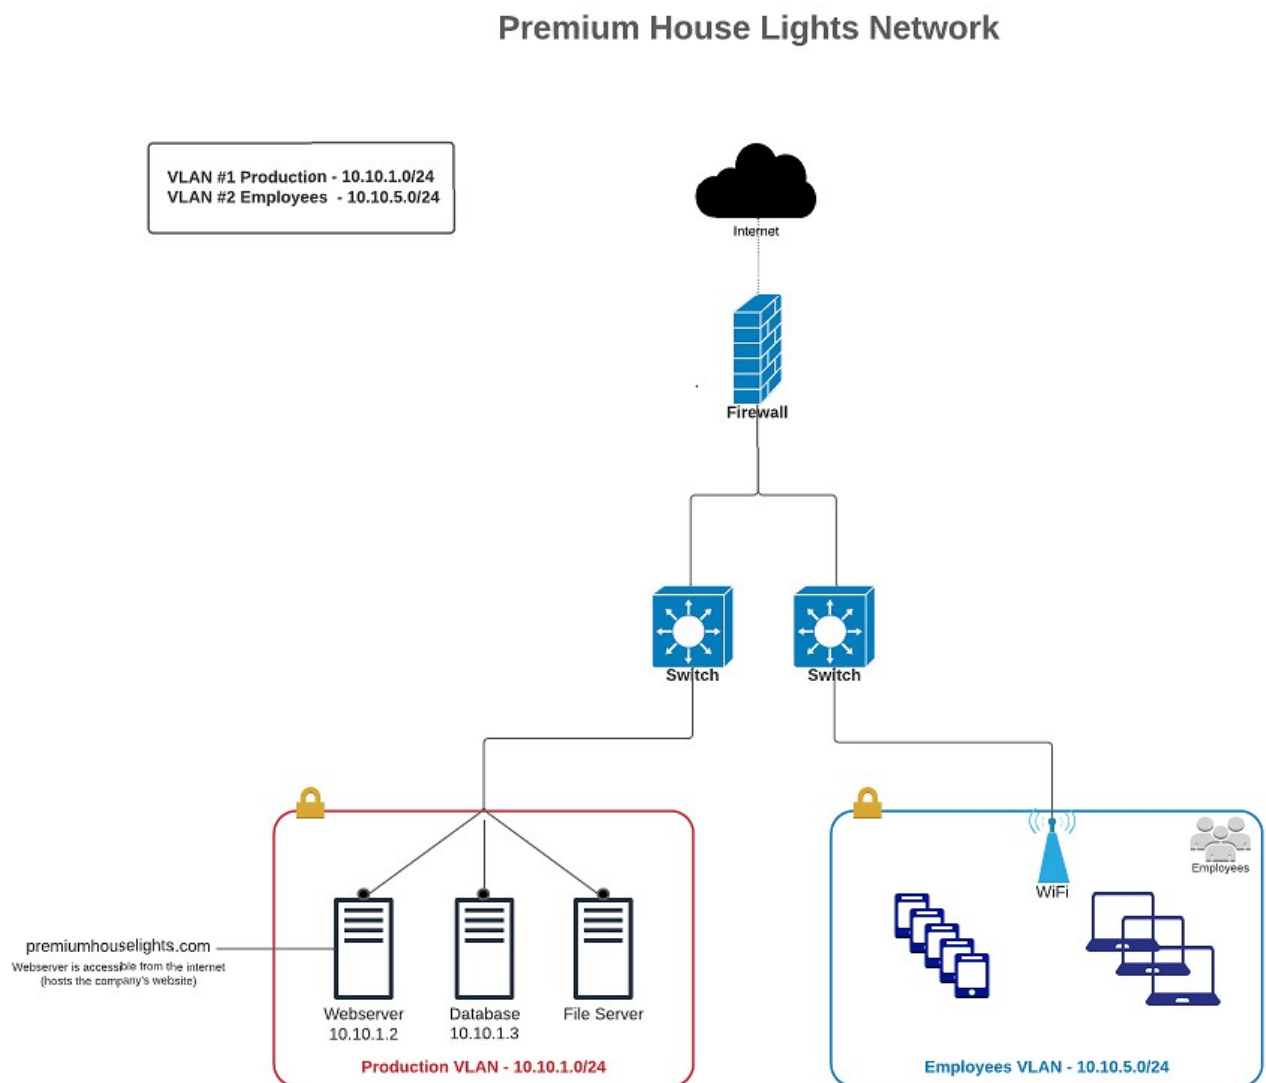 Premium House Lights Network
VLAN #1 Production - 10.10.1.0/24
VLAN #2 Employees - 10.10.5.0/24
Internet
Firewall
Switch
Switch
Employees
WiFi
premiumhouselights.com
Webserver is accessible from the internet
(hosts the company's website)
Webserver
10.10.1.2
Database
10.10.1.3
File Server
Production VLAN - 10.10.1.0/24
Employees VLAN - 10.10.5.0/24